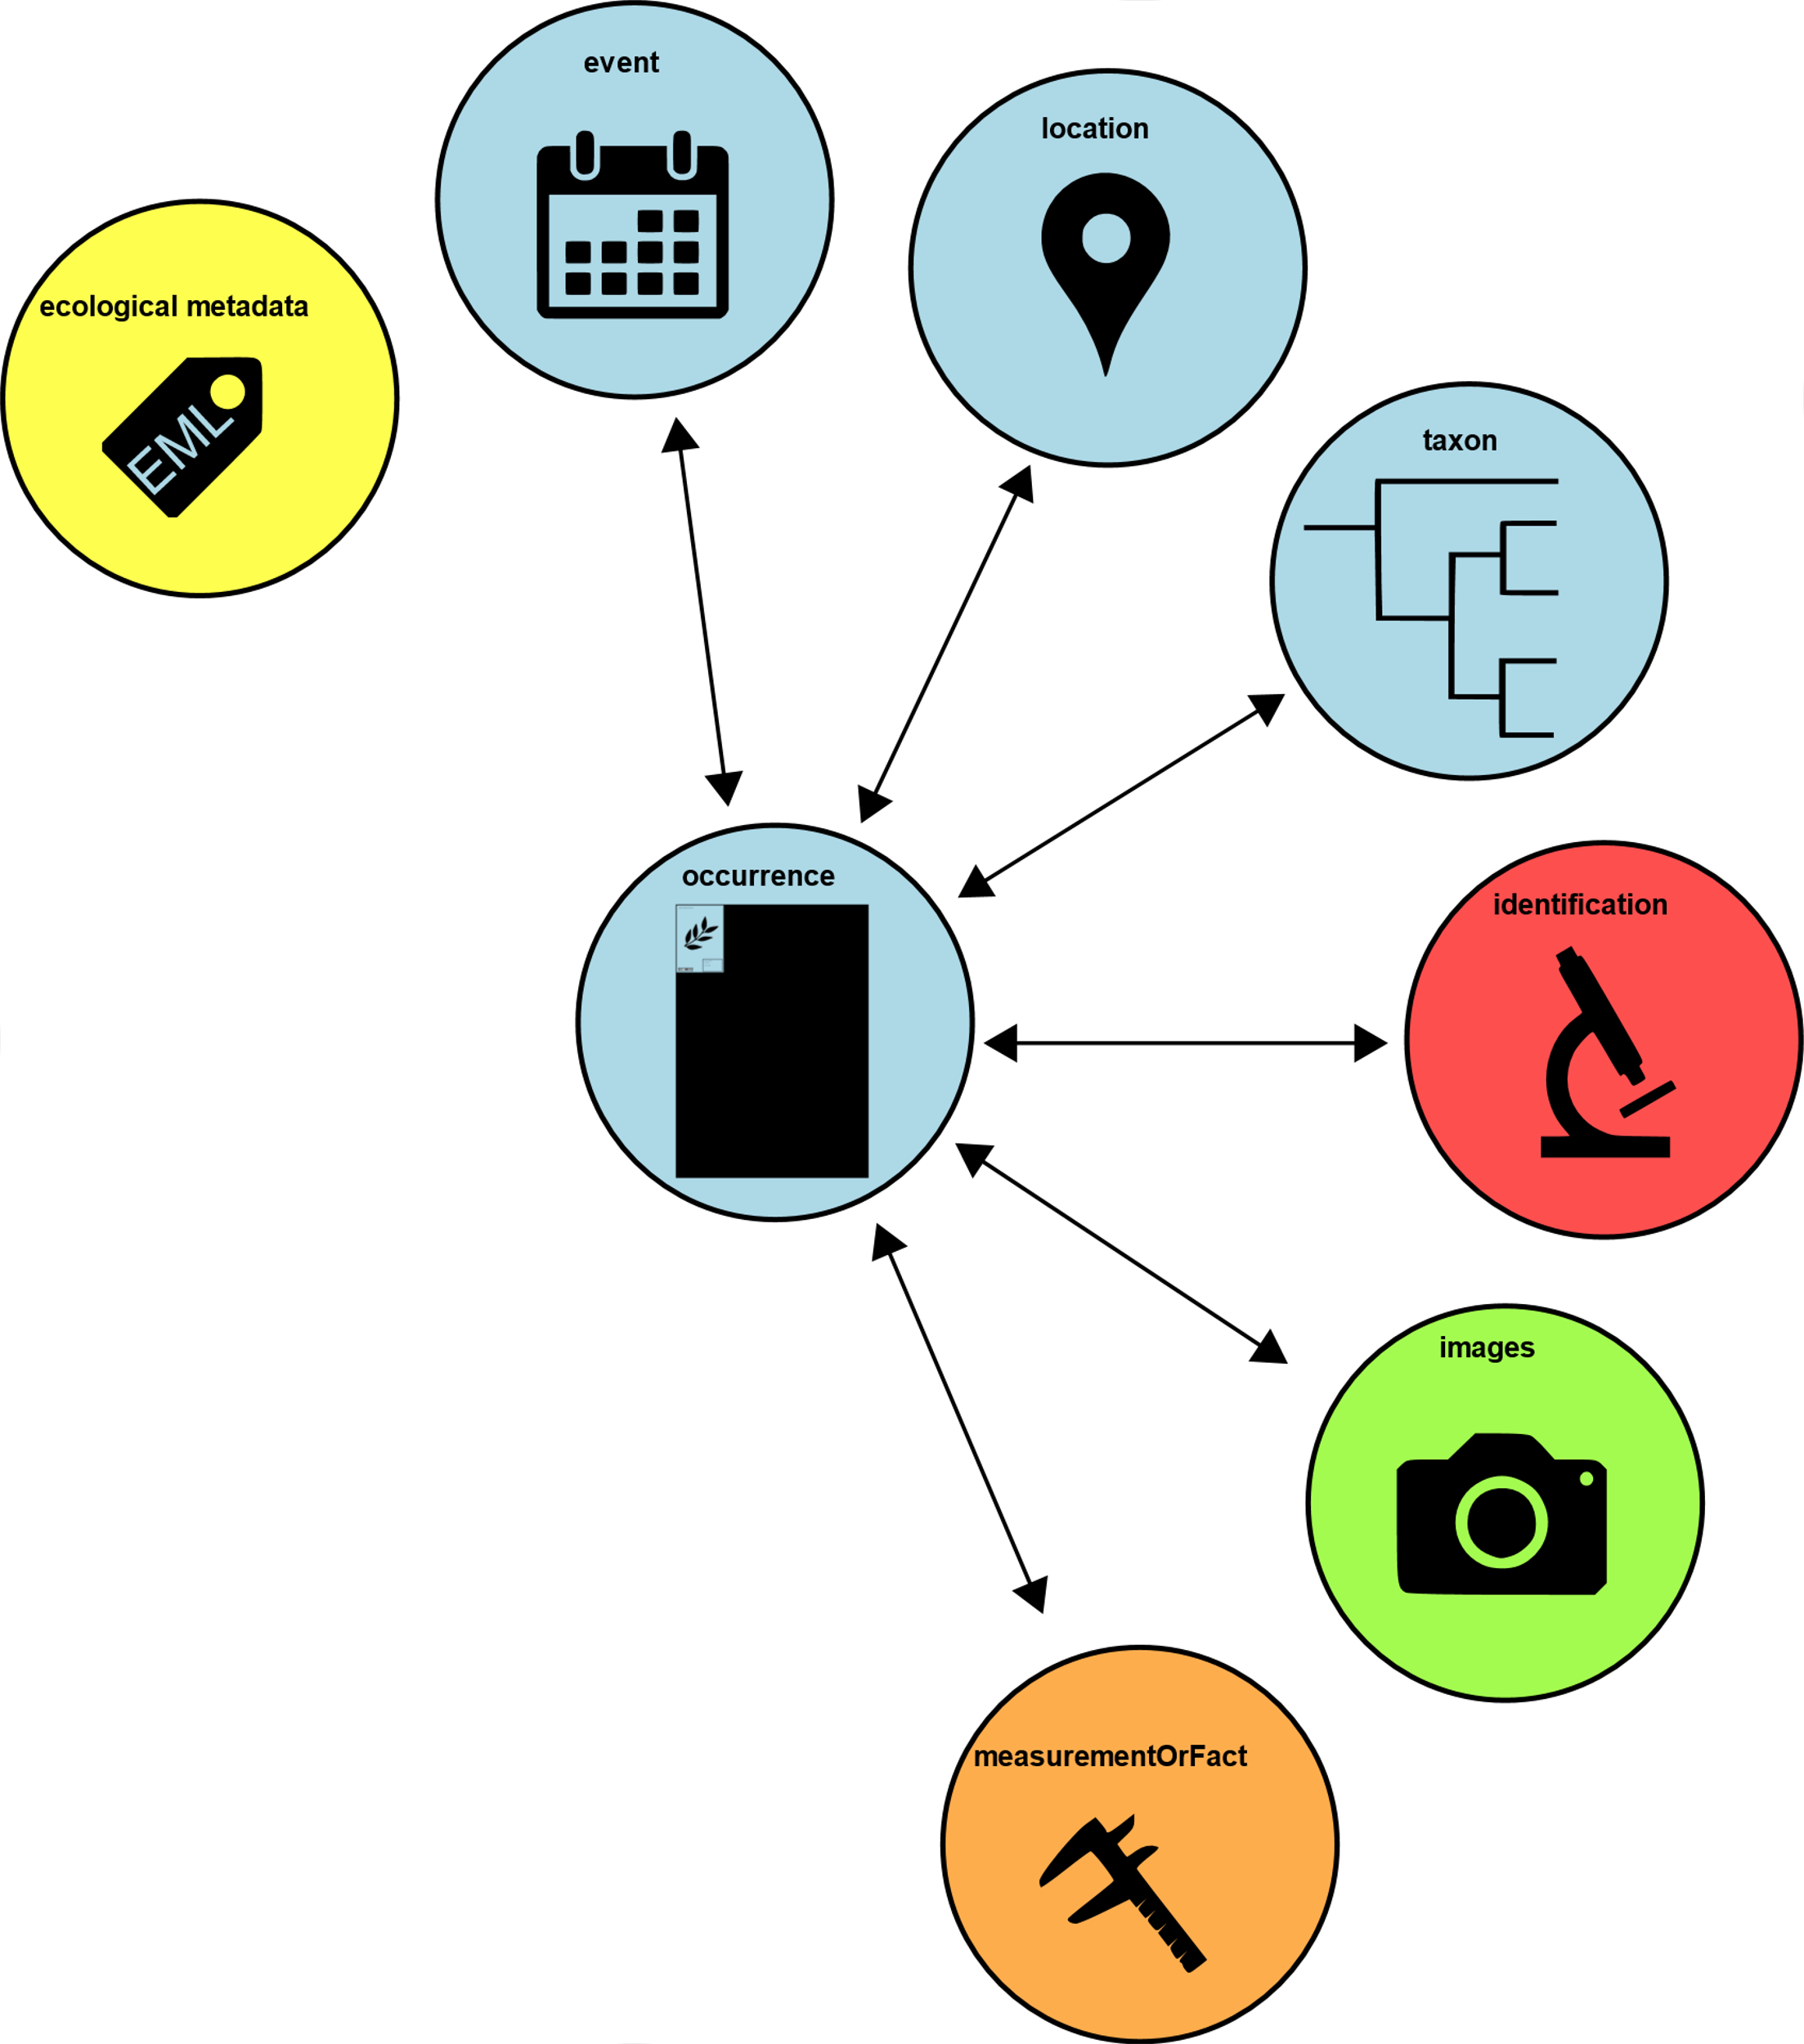 event
location
ecological metadata
EML
taxon
occurrence
identification
images
measurementOrFact